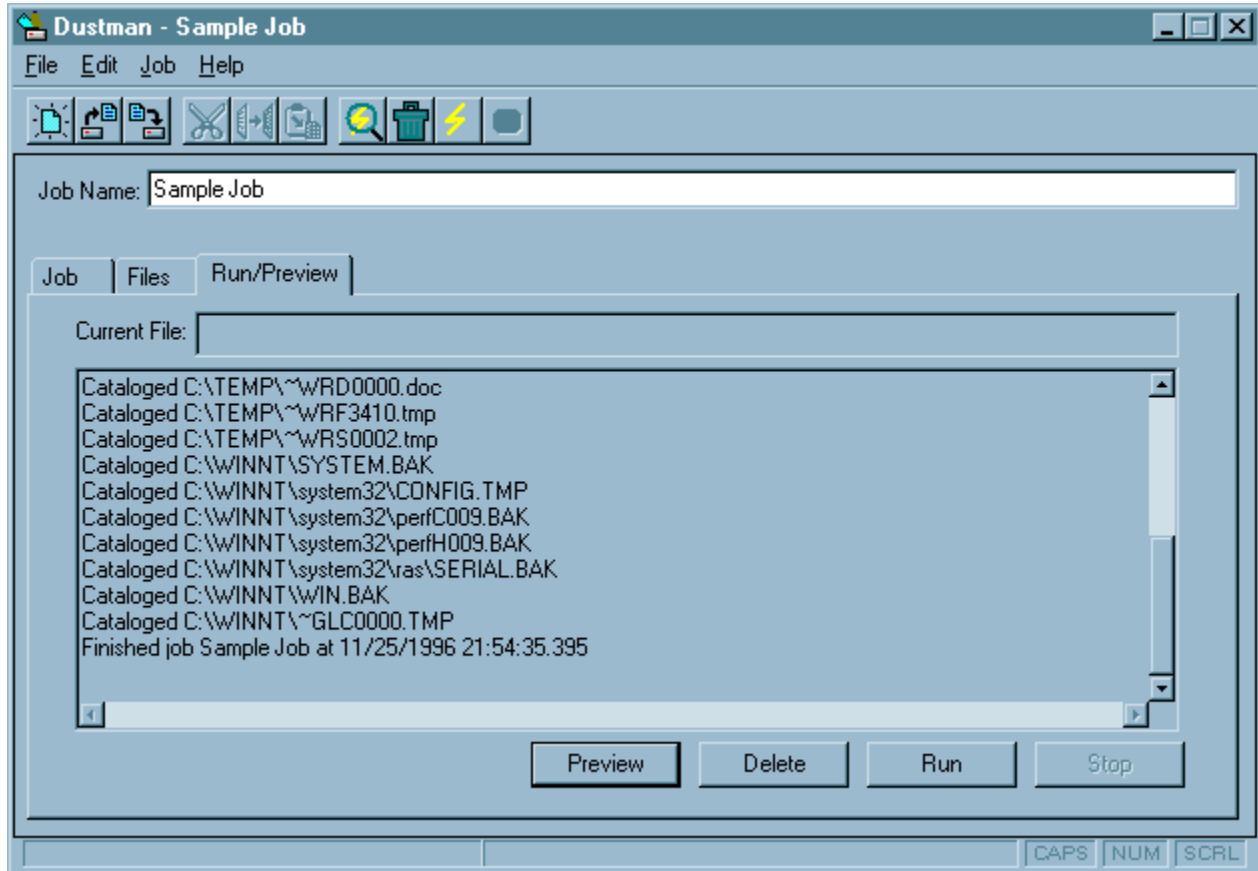 Dustman - Sample Job
File Edit Job Help
Job Name: Sample Job
Job Files Run/Preview
Current File:
Cataloged C:\TEMP\~WRD0000.doc
Cataloged C:\TEMP\~WRF3410.tmp
Cataloged C:\TEMP\~WRS0002.tmp
Cataloged C:\WINNT\SYSTEM.BAK
Cataloged C:\WINNT\system32\CONFIG.TMP
Cataloged C:\WINNT\system32\perfC009.BAK
Cataloged C:\WINNT\system32\perfH009.BAK
Cataloged C:\WINNT\system32\ras\SERIAL.BAK
Cataloged C:\WINNT\WIN.BAK
Cataloged C:\WINNT\~GLC0000.TMP
Finished job Sample Job at 11/25/1996 21:54:35.395
Preview Delete Run Stop
CAPS NUM SCRL